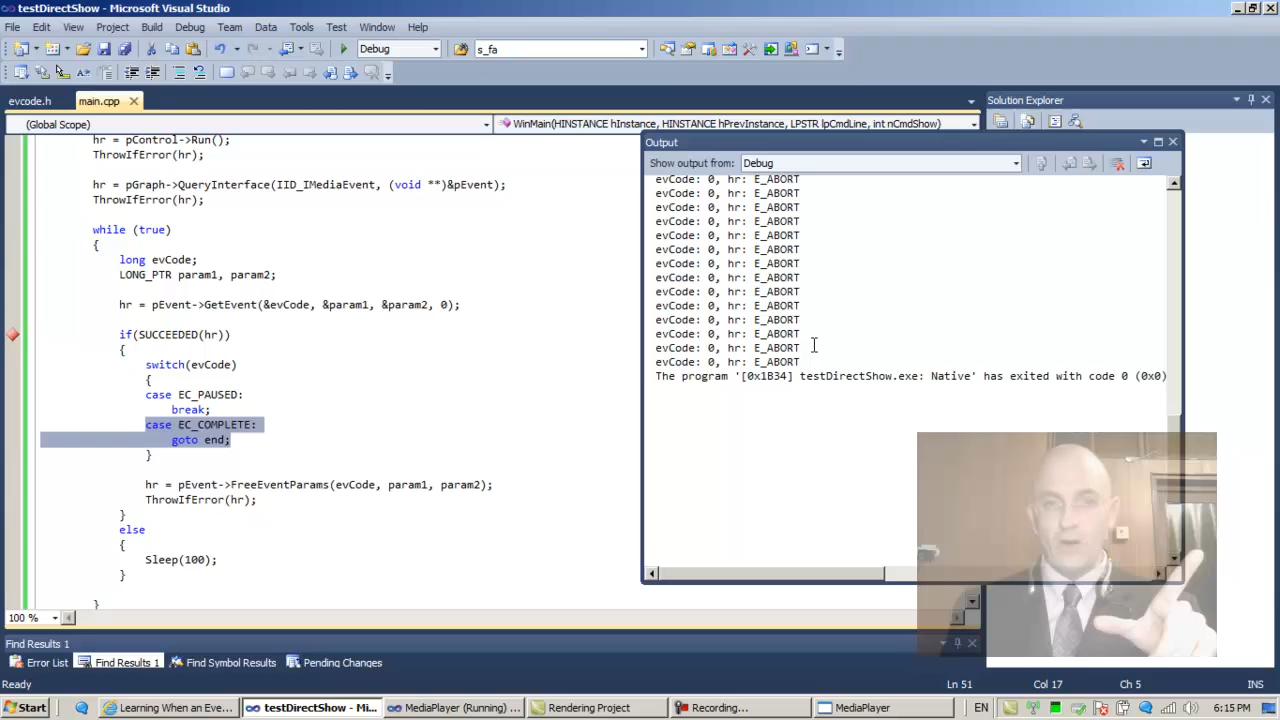 testDirectShow - Microsoft Visual Studio
File Edit View Project Build Debug Team Data Tools Test Window Help
Debug s_fa
evcode.h main.cpp Solution Explorer
(Global Scope) WinMain(HINSTANCE hInstance, HINSTANCE hPrevInstance, LPSTR lpCmdLine, int nCmdShow)
hr = pControl->Run();
ThrowIfError(hr);
hr = pGraph->QueryInterface(IID_IMediaEvent, (void **)&pEvent);
ThrowIfError(hr);
while (true)
{
long evCode;
LONG_PTR param1, param2;
hr = pEvent->GetEvent(&evCode, &param1, &param2, 0);
if(SUCCEEDED(hr))
{
switch(evCode)
{
case EC_PAUSED:
break;
case EC_COMPLETE:
goto end;
}
hr = pEvent->FreeEventParams(evCode, param1, param2);
ThrowIfError(hr);
}
else
{
Sleep(100);
}
}
100 %
Output
Show output from: Debug
evCode: 0, hr: E_ABORT
evCode: 0, hr: E_ABORT
evCode: 0, hr: E_ABORT
evCode: 0, hr: E_ABORT
evCode: 0, hr: E_ABORT
evCode: 0, hr: E_ABORT
evCode: 0, hr: E_ABORT
evCode: 0, hr: E_ABORT
evCode: 0, hr: E_ABORT
evCode: 0, hr: E_ABORT
evCode: 0, hr: E_ABORT
evCode: 0, hr: E_ABORT
evCode: 0, hr: E_ABORT
evCode: 0, hr: E_ABORT
The program '[0x1B34] testDirectShow.exe: Native' has exited with code 0 (0x0)
Find Results 1
Error List Find Results 1 Find Symbol Results Pending Changes
Ready Ln 51 Col 17 Ch 5 INS
Start Learning When an Eve... testDirectShow - Mi... MediaPlayer (Running) ... Rendering Project Recording... MediaPlayer EN 6:15 PM